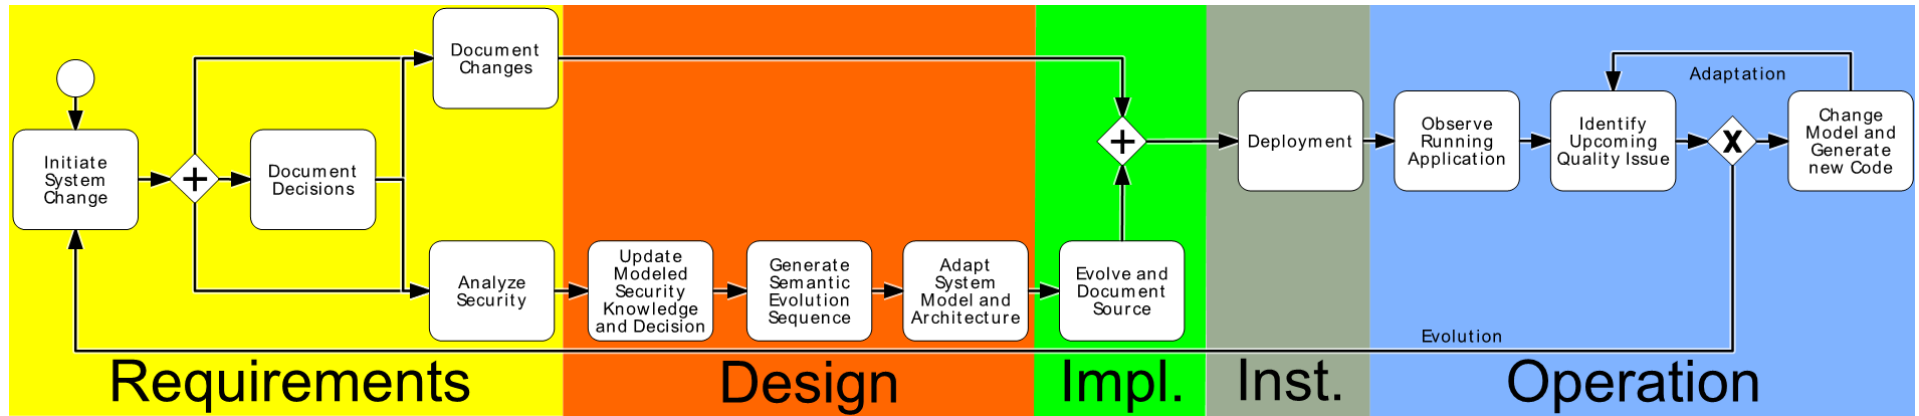 Document
Changes
Initiate
System
Change
Document
Decisions
Analyze
Security
Update
Modeled
Security
Knowledge
and Decision
Generate
Semantic
Evolution
Sequence
Adapt
System
Model and
Architecture
Evolve and
Document
Source
Deployment
Observe
Running
Application
Identify
Upcoming
Quality Issue
X
Change
Model and
Generate
new Code
Adaptation
Evolution
Requirements
Design
Impl.
Inst.
Operation